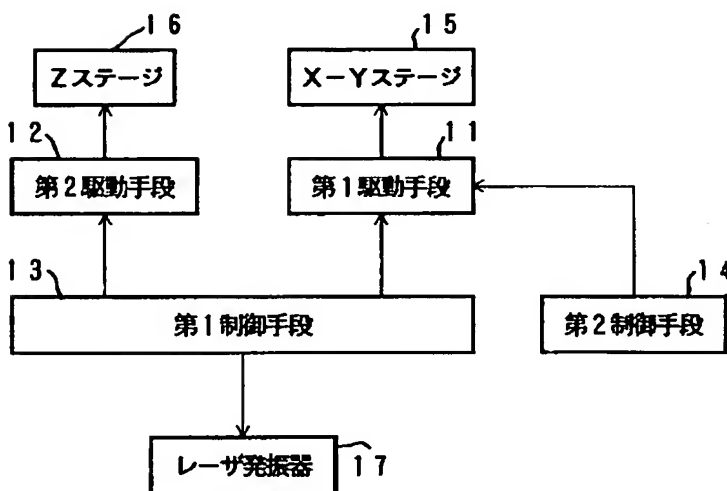 16
15
Zステージ
X−Yステージ
12
11
第2駆動手段
第1駆動手段
13
14
第1制御手段
第2制御手段
レーザ発振器
17